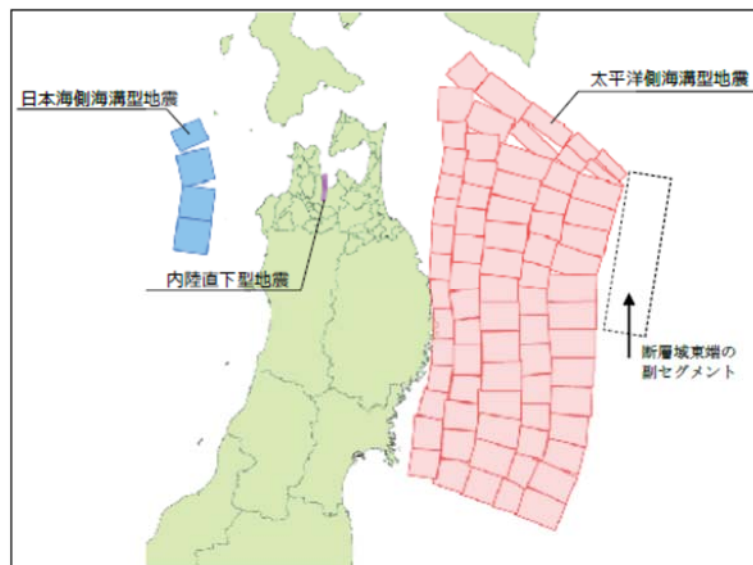 日本海側海溝型地震
太平洋側海溝型地震
内陸直下型地震
断層域東端の
副セグメント